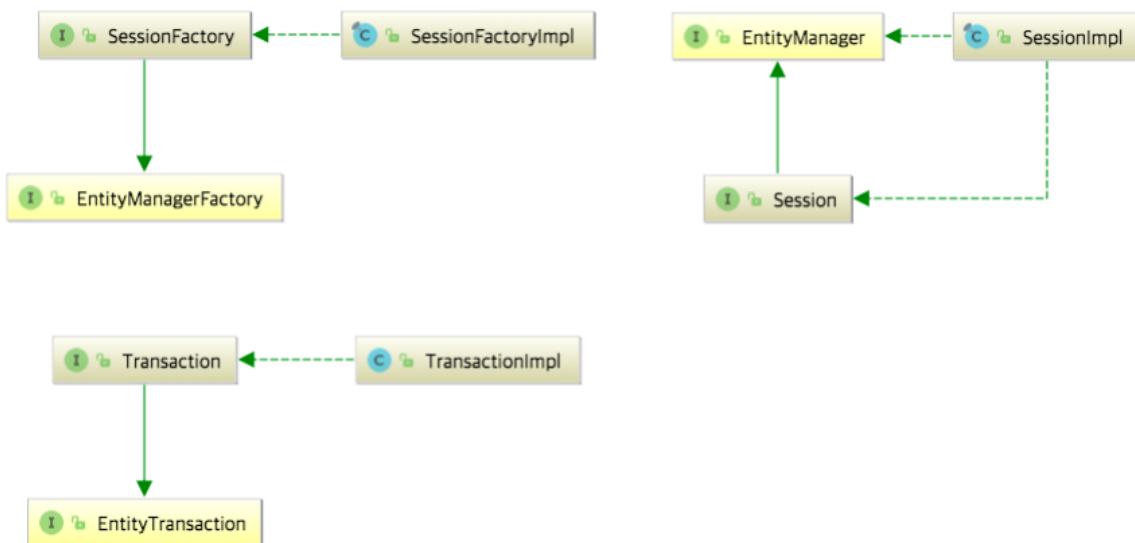 I SessionFactory
C SessionFactoryImpl
I EntityManager
C SessionImpl
I EntityManagerFactory
I Session
I Transaction
C TransactionImpl
I EntityTransaction